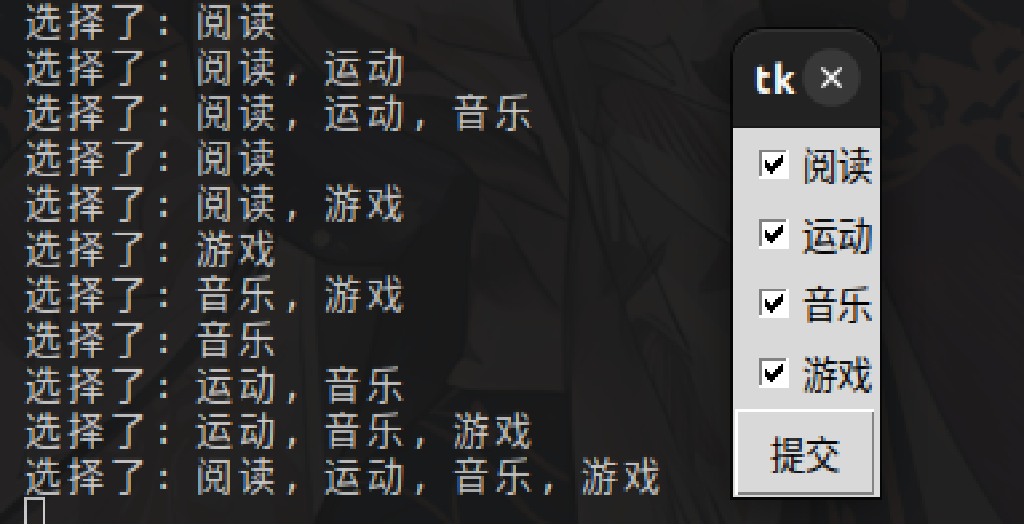 选择了: 阅读
选择了: 阅读, 运动
选择了: 阅读, 运动, 音乐
选择了: 阅读
选择了: 阅读, 游戏
选择了: 游戏
选择了: 音乐, 游戏
选择了: 音乐
选择了: 运动, 音乐
选择了: 运动, 音乐, 游戏
选择了: 阅读, 运动, 音乐, 游戏
tk
阅读
运动
音乐
游戏
提交